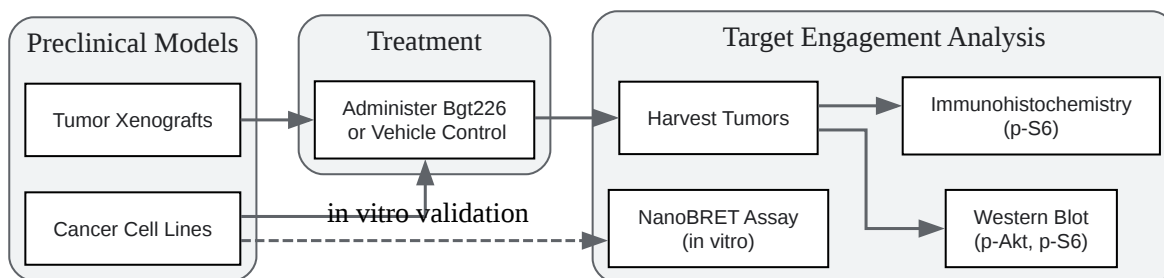 Preclinical Models
Treatment
Target Engagement Analysis
Tumor Xenografts
Administer Bgt226
or Vehicle Control
Harvest Tumors
Immunohistochemistry
(p-S6)
Cancer Cell Lines
in vitro validation
NanoBRET Assay
(in vitro)
Western Blot
(p-Akt, p-S6)